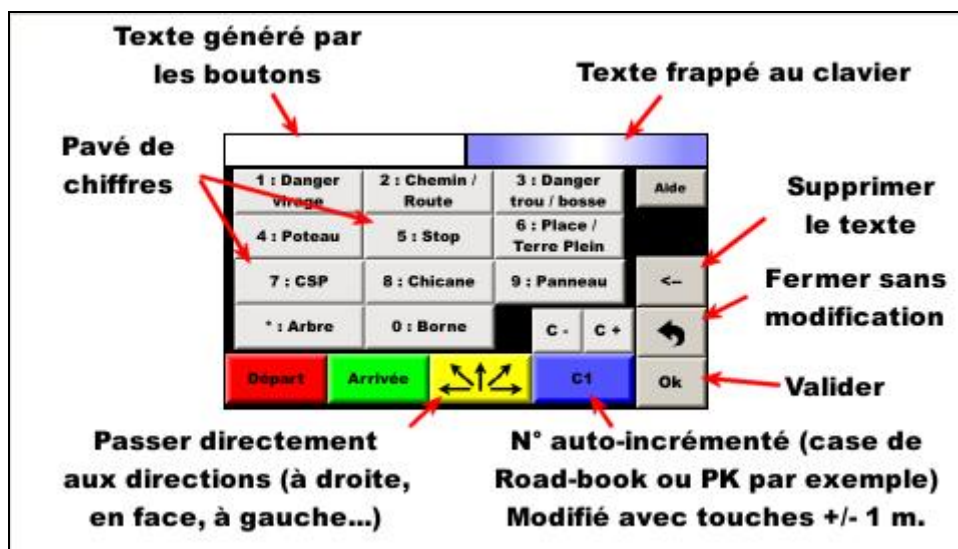 Texte généré par
les boutons
Texte frappé au clavier
Pavé de
chiffres
1 : Danger
virage
2 : Chemin /
Route
3 : Danger
trou / bosse
Aide
4 : Poteau
5 : Stop
6 : Place /
Terre Plein
7 : CSP
8 : Chicane
9 : Panneau
<--
* : Arbre
0 : Borne
C -
C +
Départ
Arrivée
C1
Ok
Supprimer
le texte
Fermer sans
modification
Valider
Passer directement
aux directions (à droite,
en face, à gauche...)
N° auto-incrémenté (case de
Road-book ou PK par exemple)
Modifié avec touches +/- 1 m.